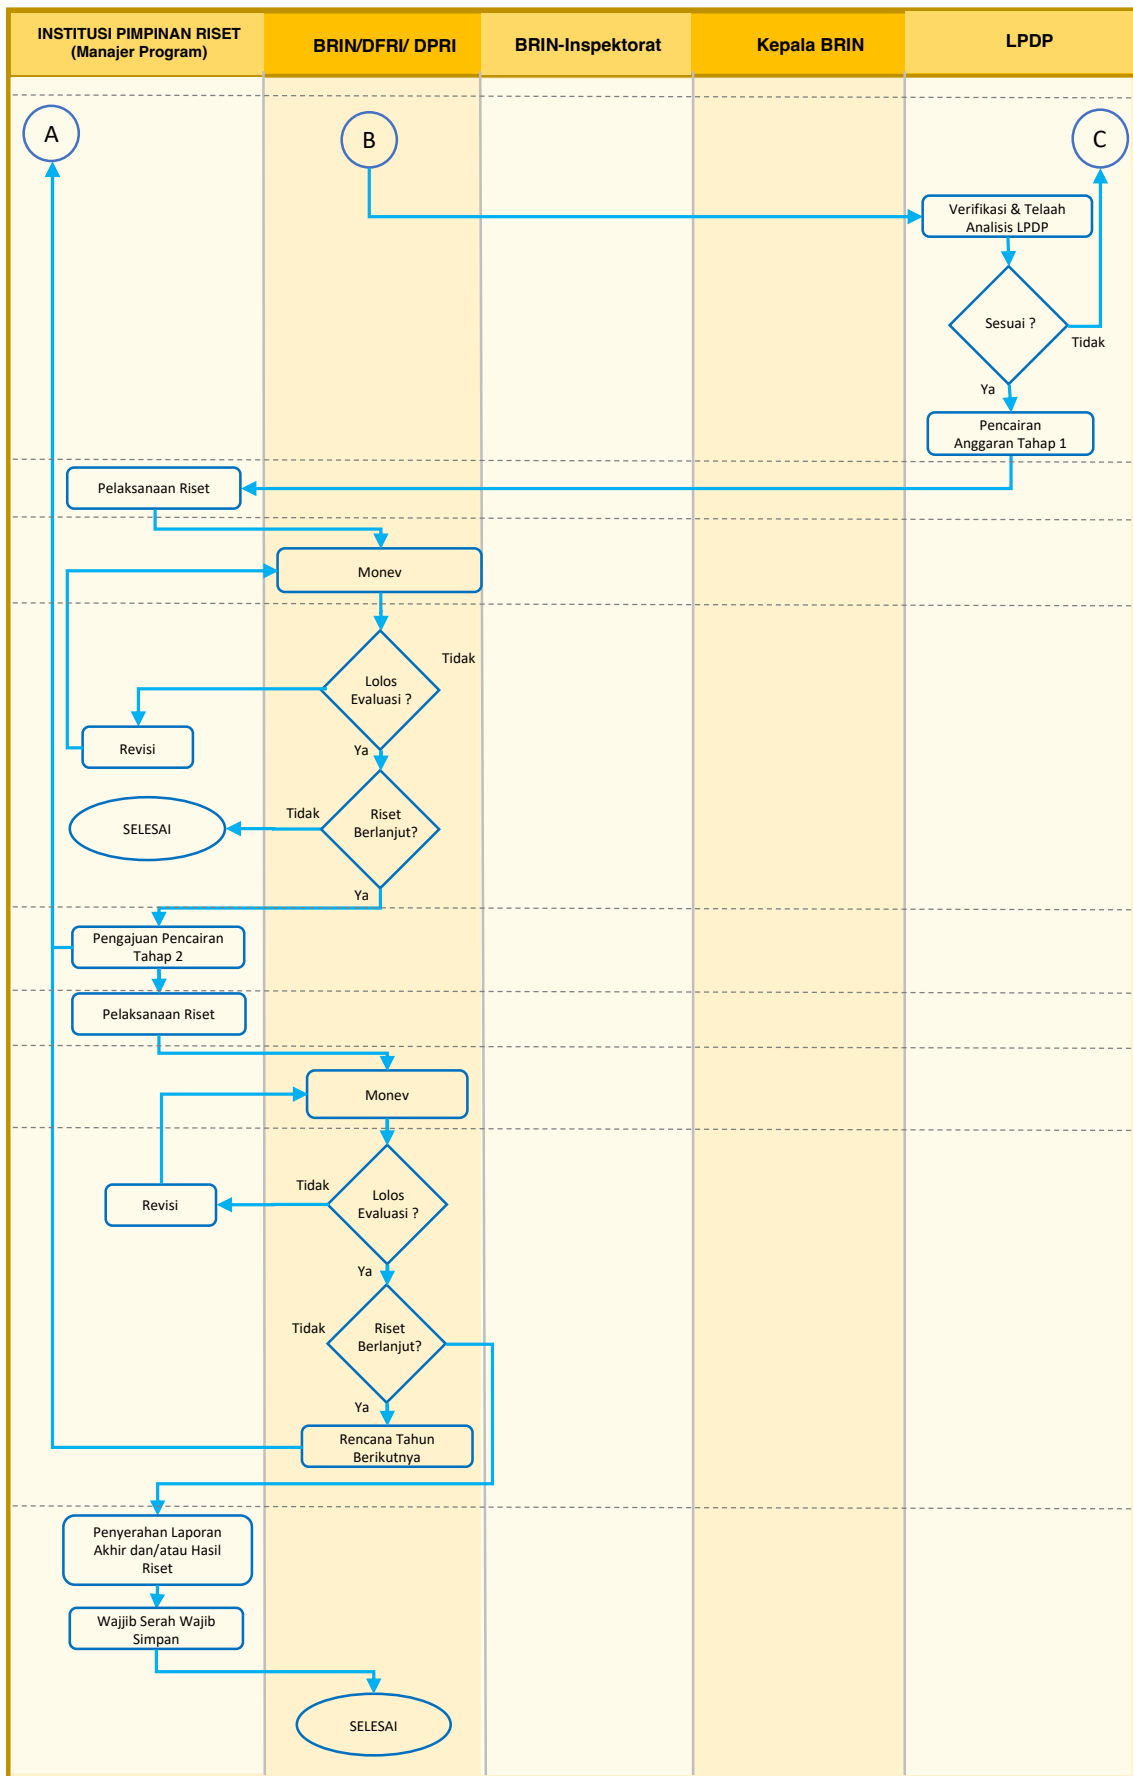 INSTITUSI PIMPINAN RISET
(Manajer Program)
BRIN/DFRI/ DPRI
BRIN-Inspektorat
Kepala BRIN
LPDP
A
B
C
Verifikasi & Telaah
Analisis LPDP
Sesuai ?
Tidak
Ya
Pencairan
Anggaran Tahap 1
Pelaksanaan Riset
Monev
Tidak
Lolos
Evaluasi ?
Revisi
Ya
Tidak
Riset
Berlanjut?
SELESAI
Ya
Pengajuan Pencairan
Tahap 2
Pelaksanaan Riset
Monev
Tidak
Lolos
Evaluasi ?
Revisi
Ya
Tidak
Riset
Berlanjut?
Ya
Rencana Tahun
Berikutnya
Penyerahan Laporan
Akhir dan/atau Hasil
Riset
Wajjib Serah Wajib
Simpan
SELESAI